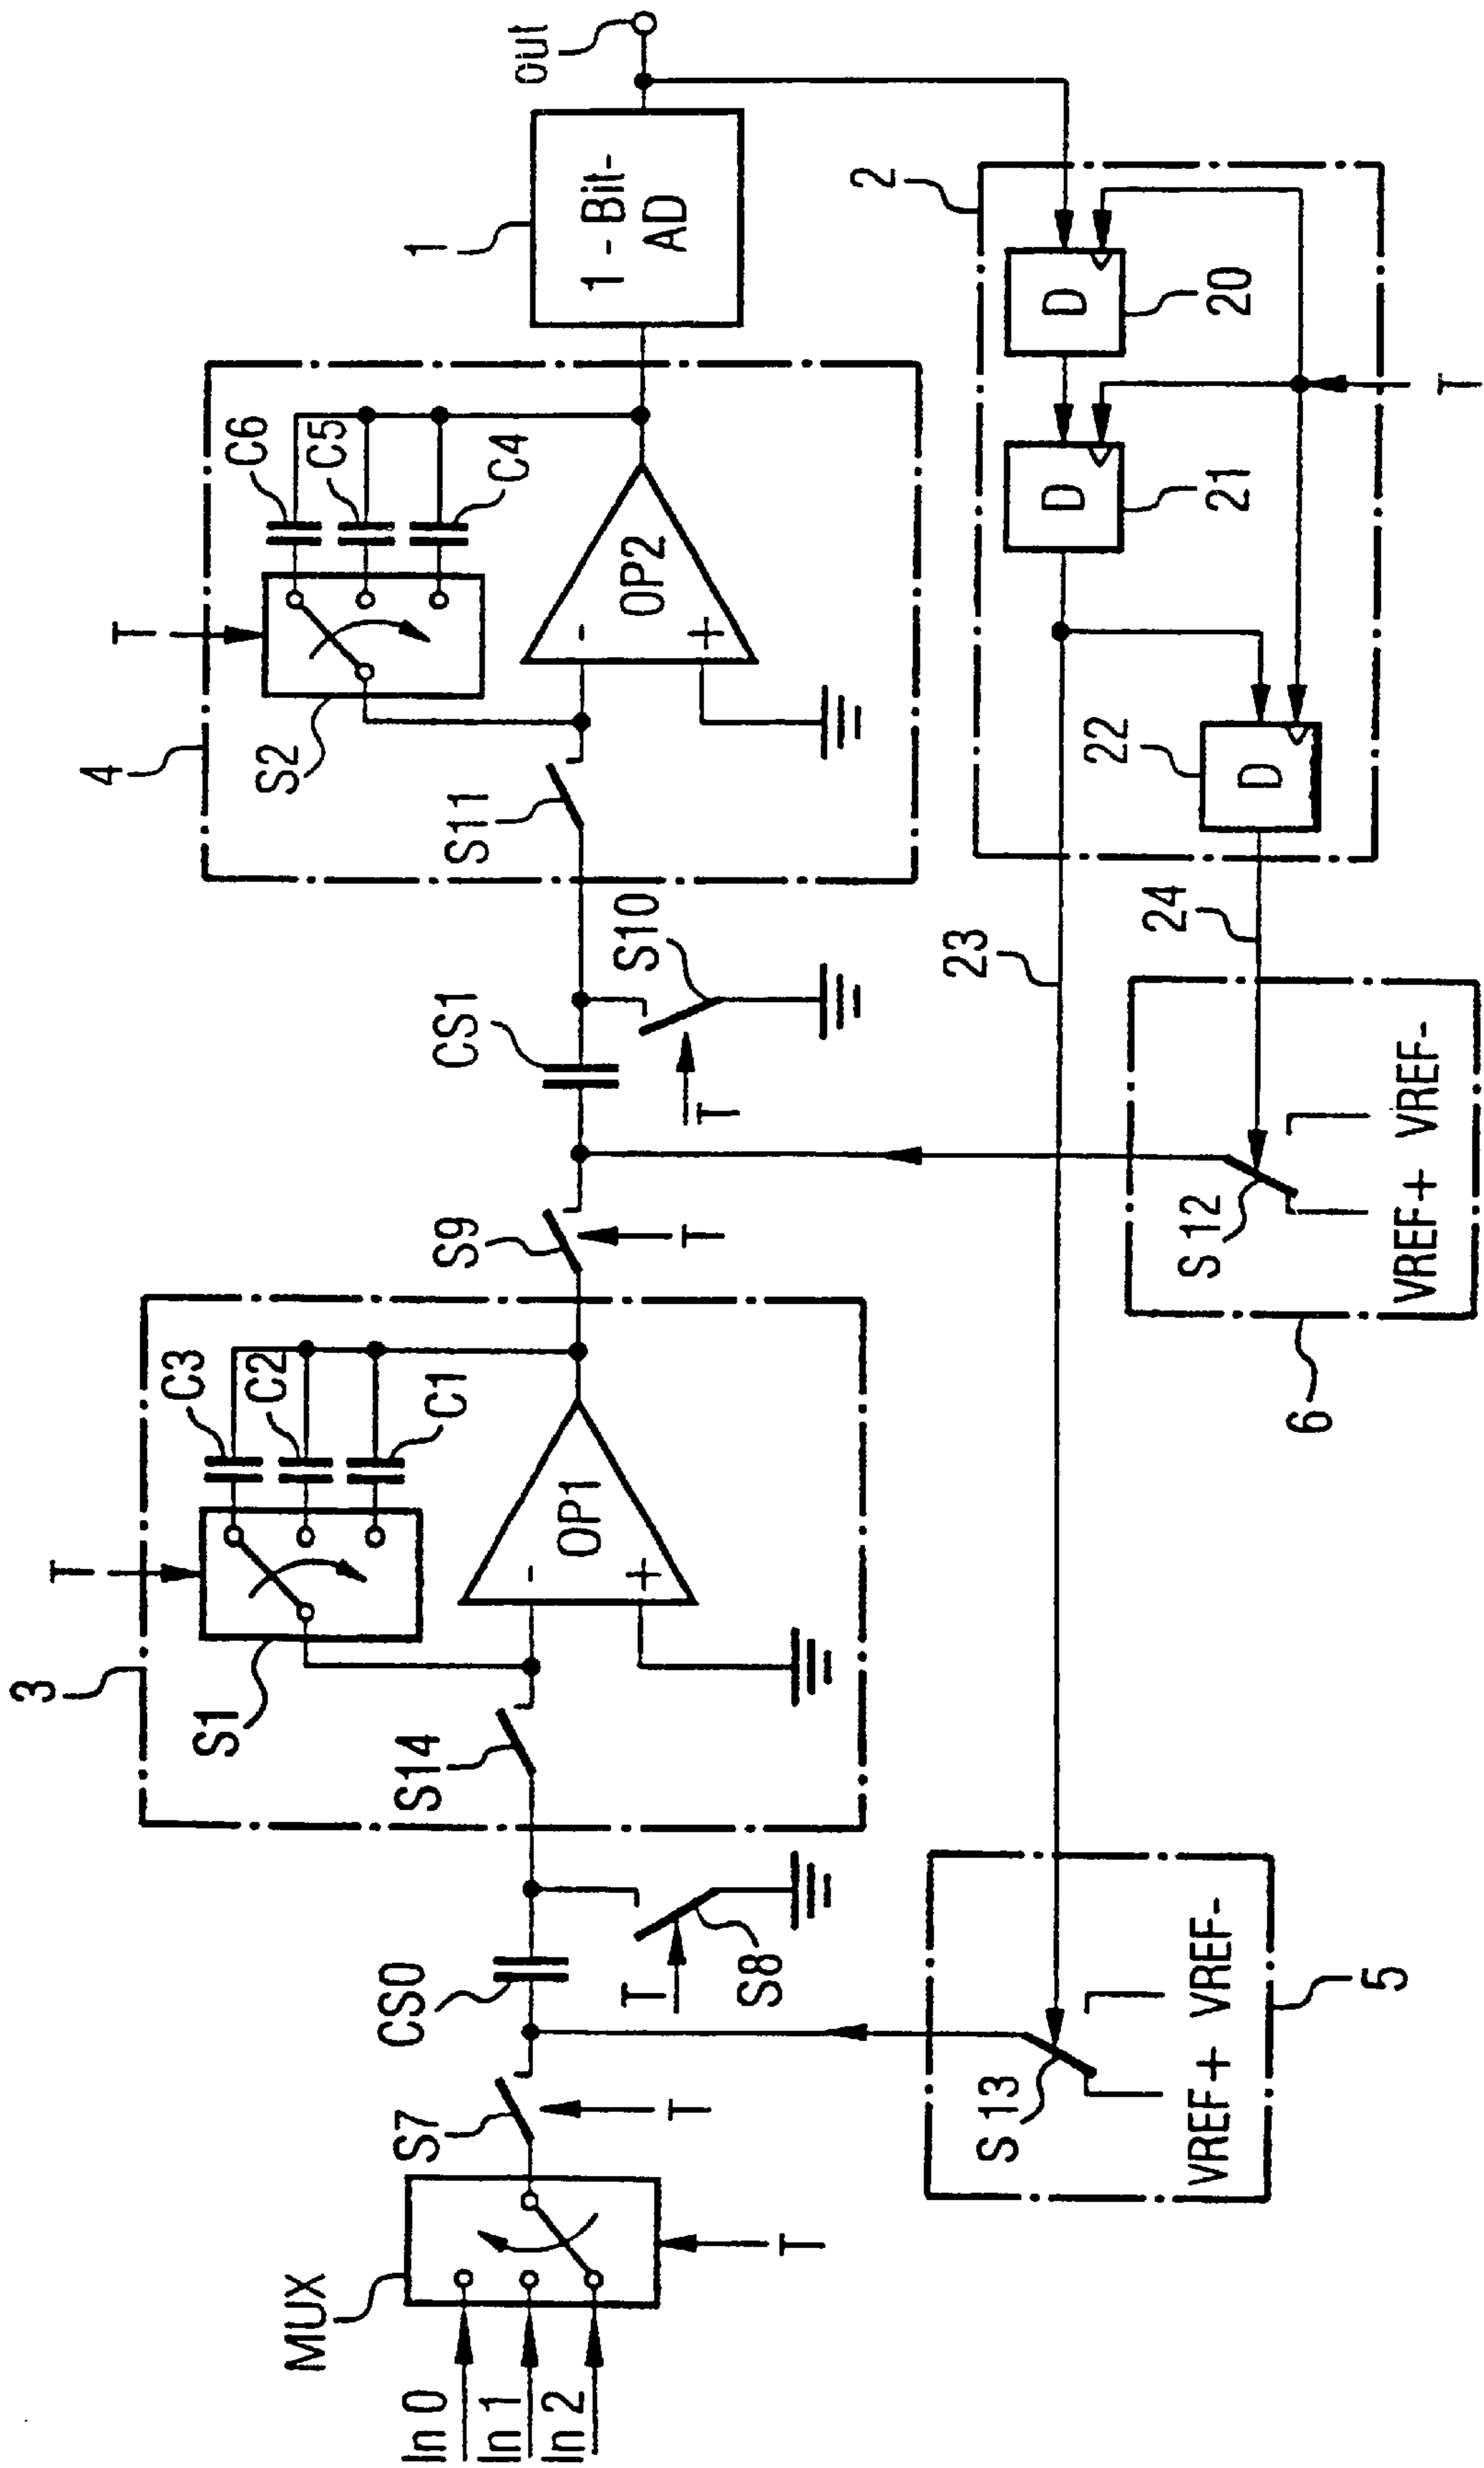 In 0
In 1
In 2
MUX
T
S7
T
CS0
T
S8
S 13
VREF+ VREF-
5
3
S14
S1
T
C3
C2
C1
-
+
OP1
S9
T
CS1
T
S10
S 12
VREF+ VREF-
6
23
24
4
S11
S2
T
C6
C5
C4
-
+
OP2
1
1-Bit-
AD
out
2
D
20
D
21
D
22
T